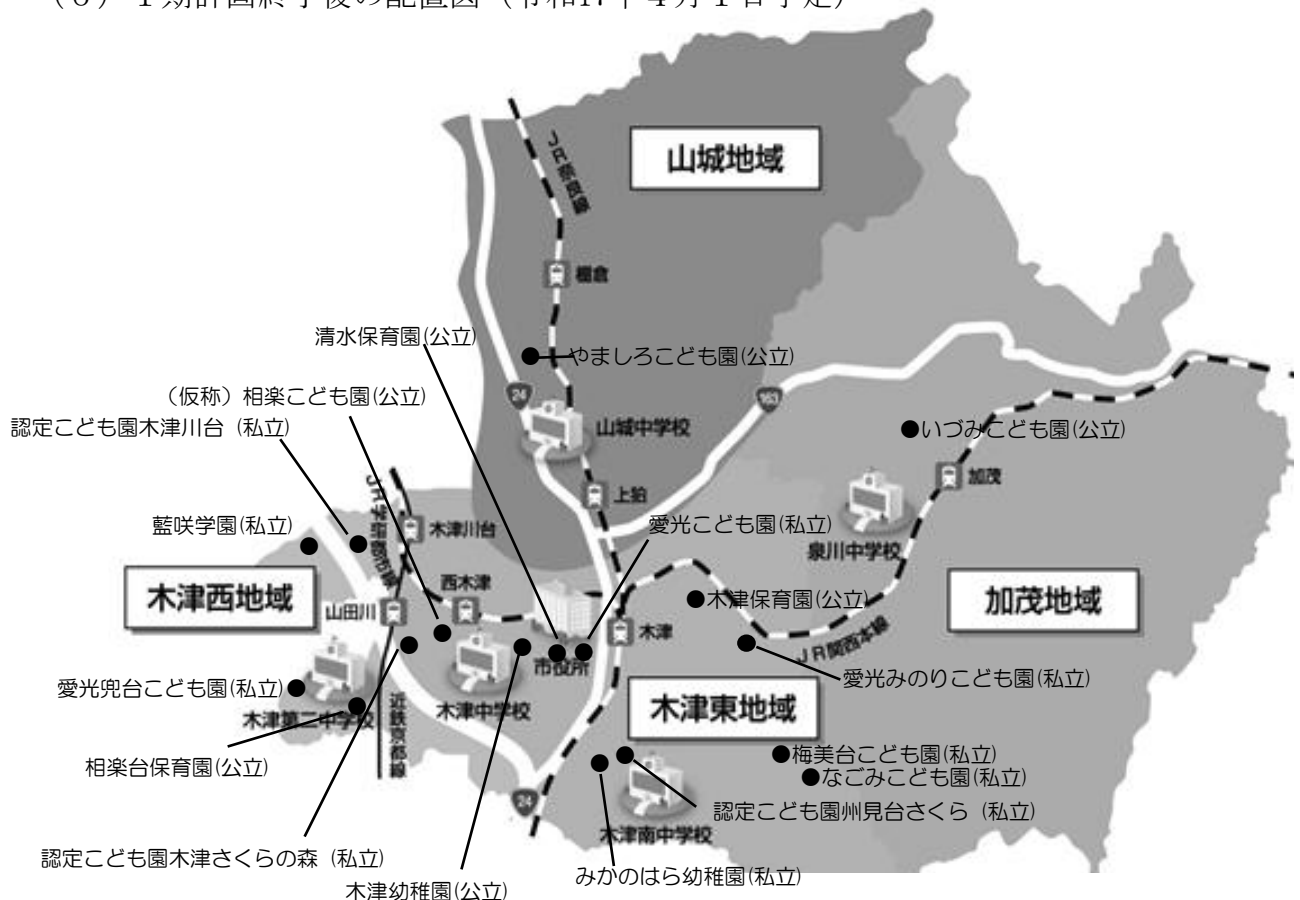 （６）１期計画終了後の配置図（令和17年４月１日予定）
山城地域
JR奈良線
棚倉
清水保育園(公立)
やましろこども園(公立)
（仮称）相楽こども園(公立)
24
163
認定こども園木津川台（私立)
山城中学校
いづみこども園(公立)
加茂
JR学研都市線
上狛
藍咲学園(私立)
木津川台
愛光こども園(私立)
泉川中学校
木津西地域
西木津
山田川
木津保育園(公立)
加茂地域
木津
市役所
JR関西本線
愛光みのりこども園(私立)
愛光兜台こども園(私立)
木津第二中学校
近鉄京都線
木津中学校
木津東地域
相楽台保育園(公立)
梅美台こども園(私立)
なごみこども園(私立)
24
認定こども園州見台さくら（私立)
木津南中学校
認定こども園木津さくらの森（私立)
みかのはら幼稚園(私立)
木津幼稚園(公立)